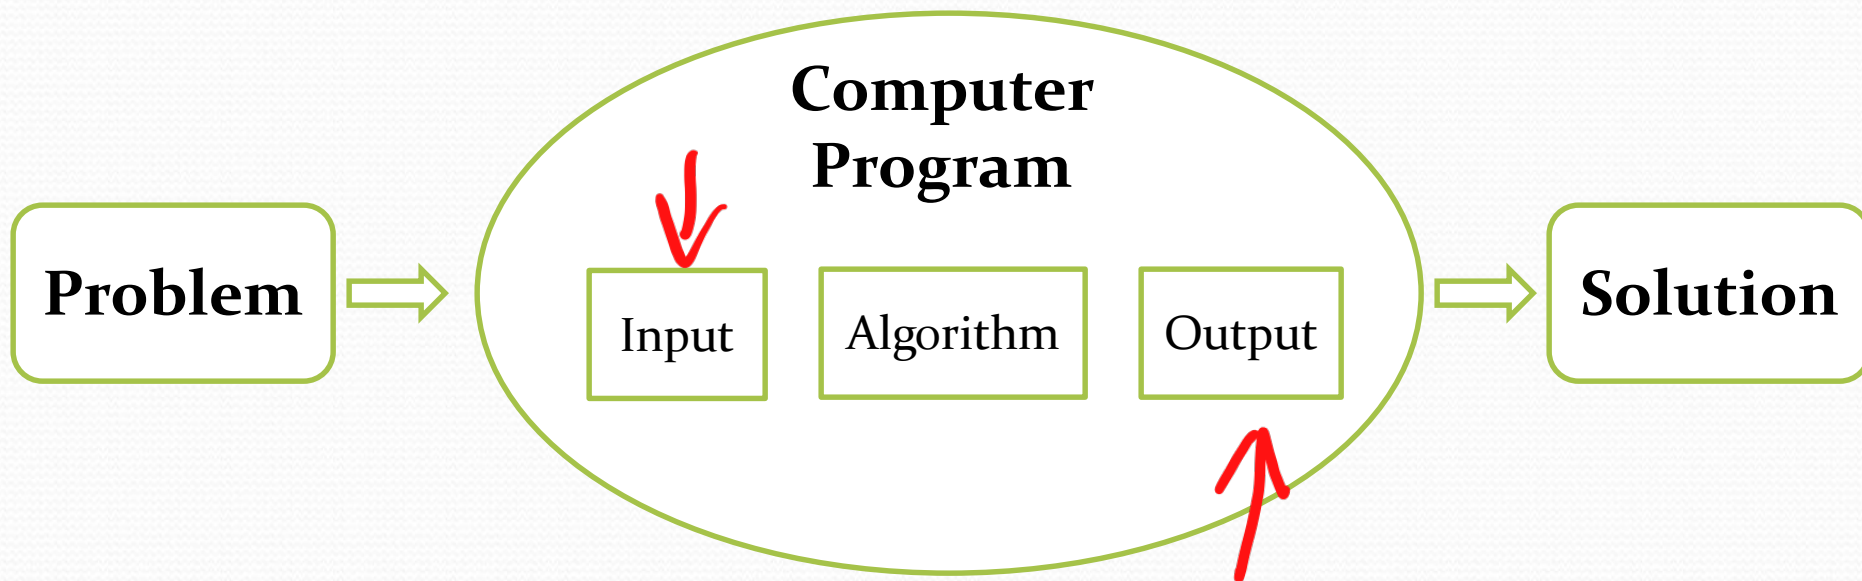 Computer
Program
Problem
Input
Algorithm
Output
Solution